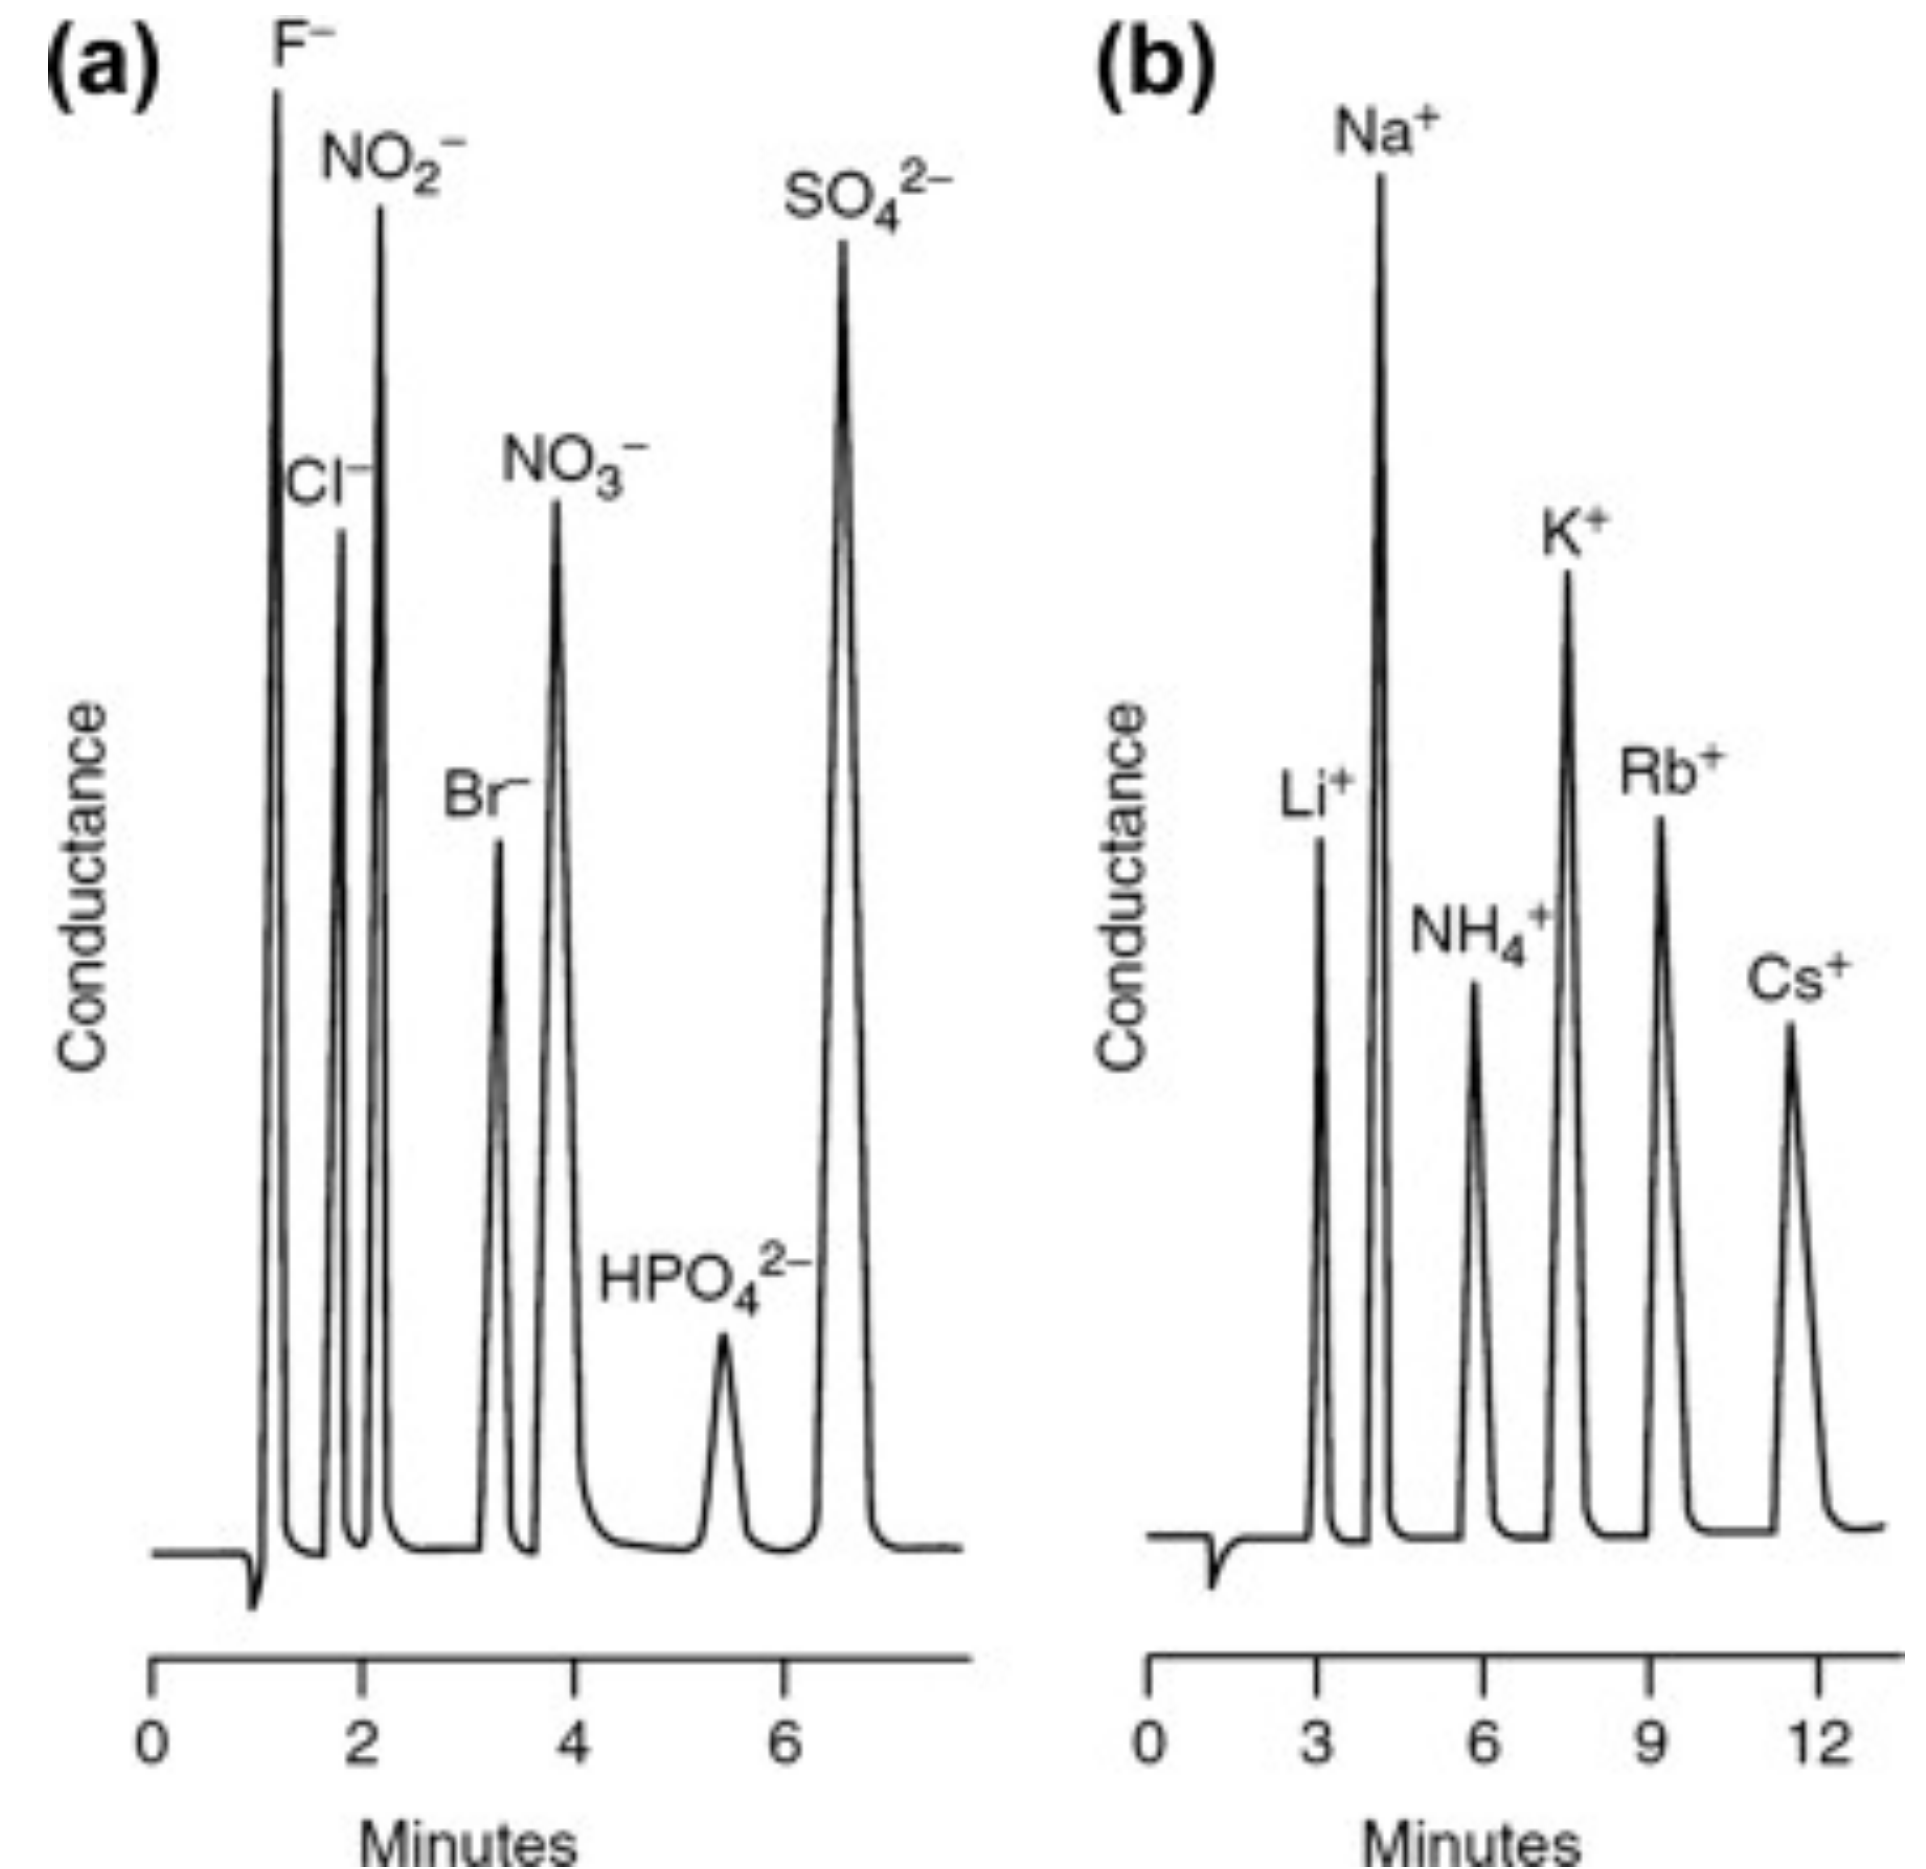 (a)
F⁻
NO₂⁻
Cl⁻
Br⁻
NO₃⁻
HPO₄²⁻
SO₄²⁻
Conductance
0 2 4 6
Minutes
(b)
Li⁺
Na⁺
NH₄⁺
K⁺
Rb⁺
Cs⁺
Conductance
0 3 6 9 12
Minutes